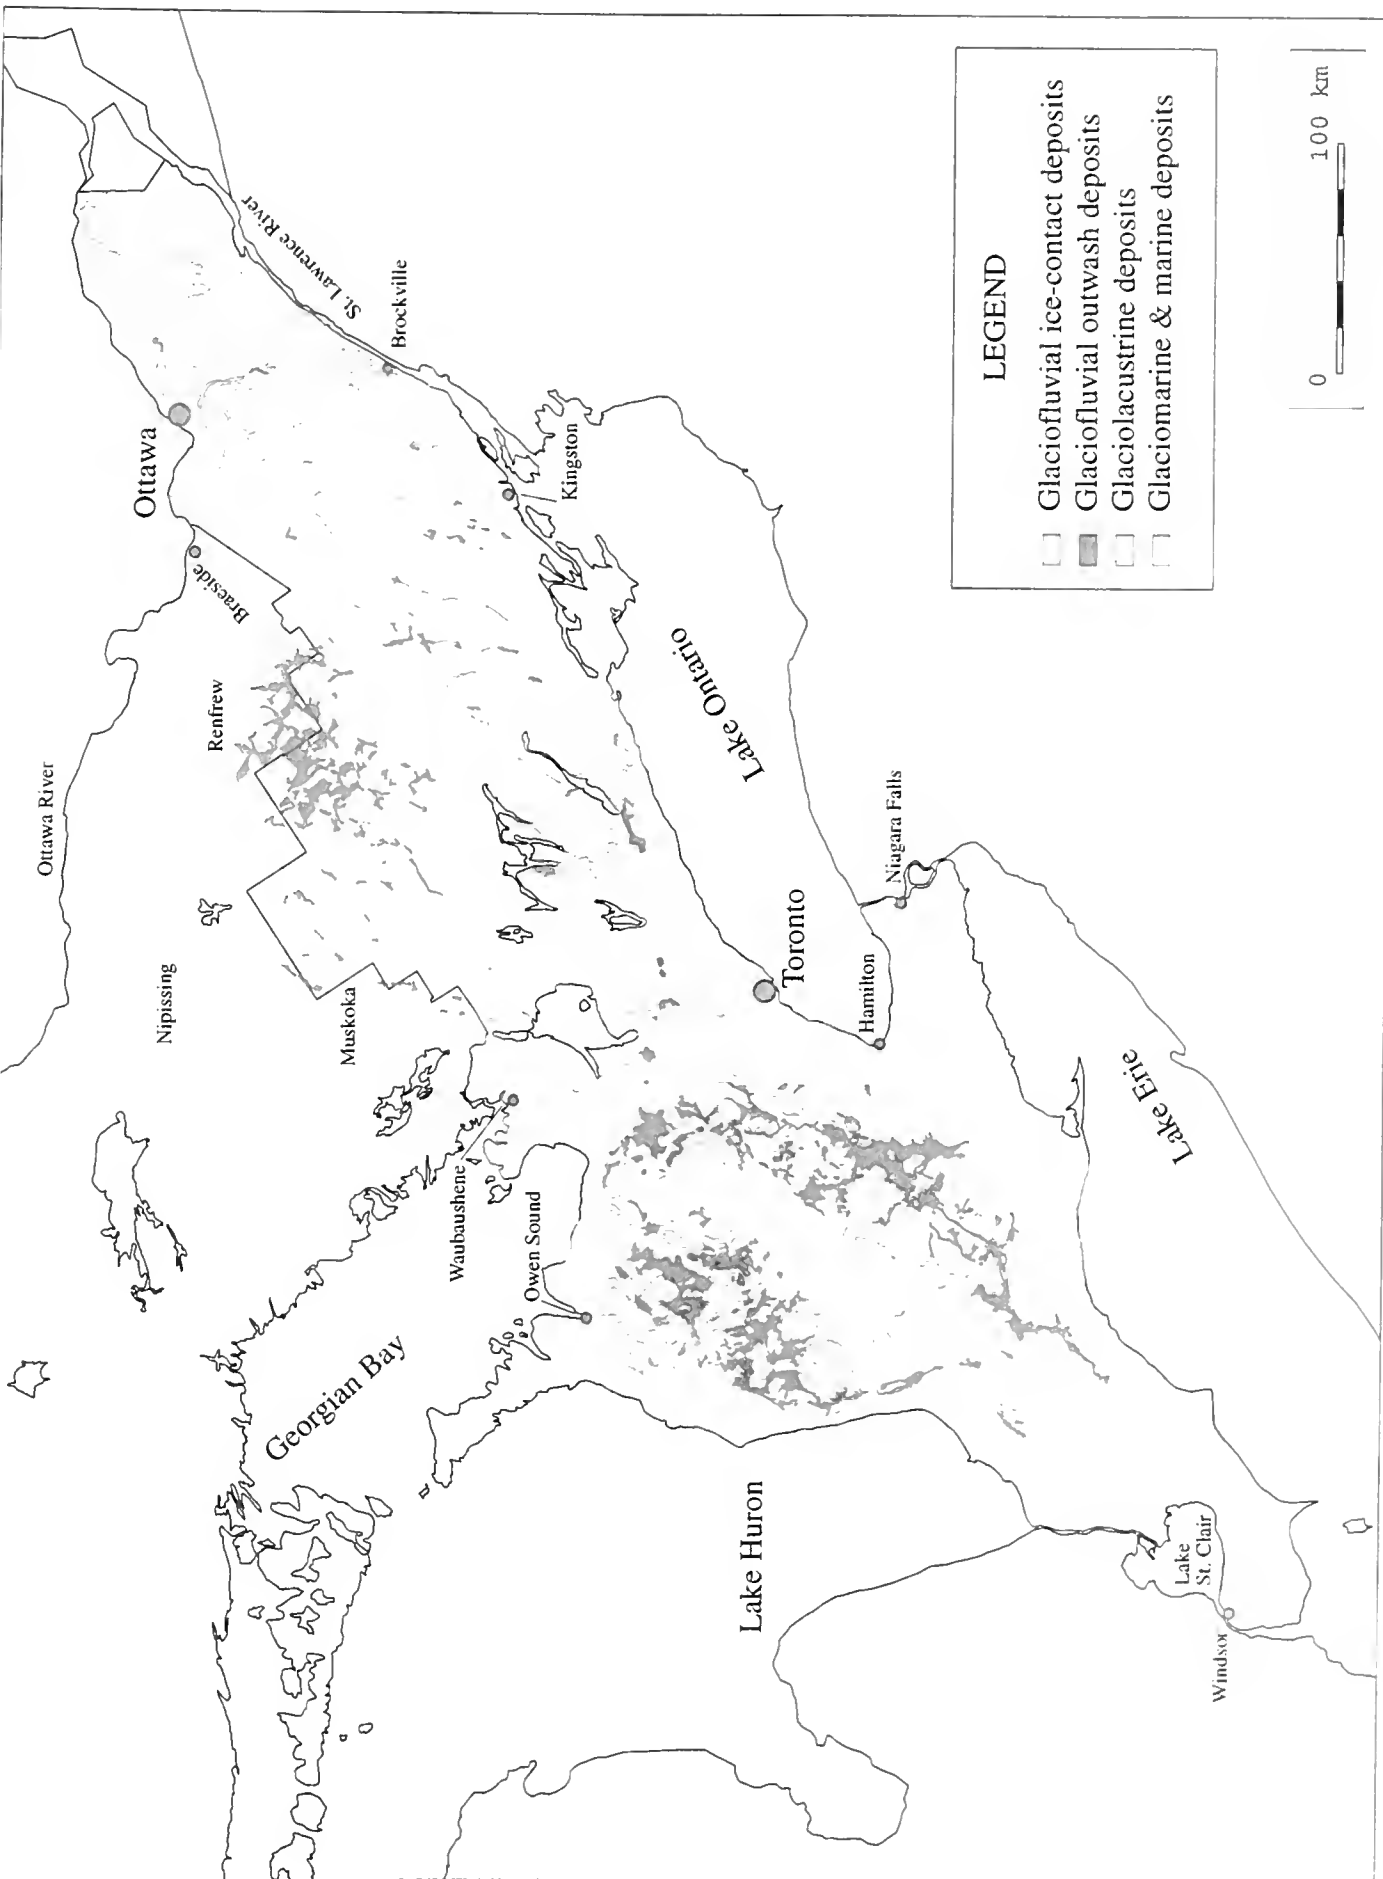 Ottawa River
Nipissing
Renfrew
Muskoka
Braeside
Ottawa
St. Lawrence River
Brockville
Kingston
Waubaushene
Owen Sound
Georgian Bay
Lake Huron
Lake Ontario
Toronto
Hamilton
Niagara Falls
Lake Erie
Lake
St. Clair
Windsor
LEGEND
Glaciofluvial ice-contact deposits
Glaciofluvial outwash deposits
Glaciolacustrine deposits
Glaciomarine & marine deposits
0 100 km